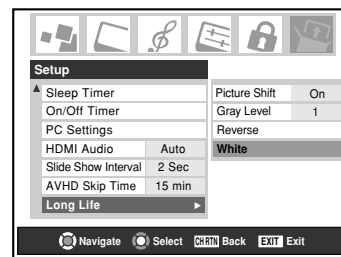 Setup
Sleep Timer
On/Off Timer
PC Settings
HDMI Audio Auto
Slide Show Interval 2 Sec
AVHD Skip Time 15 min
Long Life
Picture Shift On
Gray Level 1
Reverse
White
Navigate Select CH RTN Back EXIT Exit